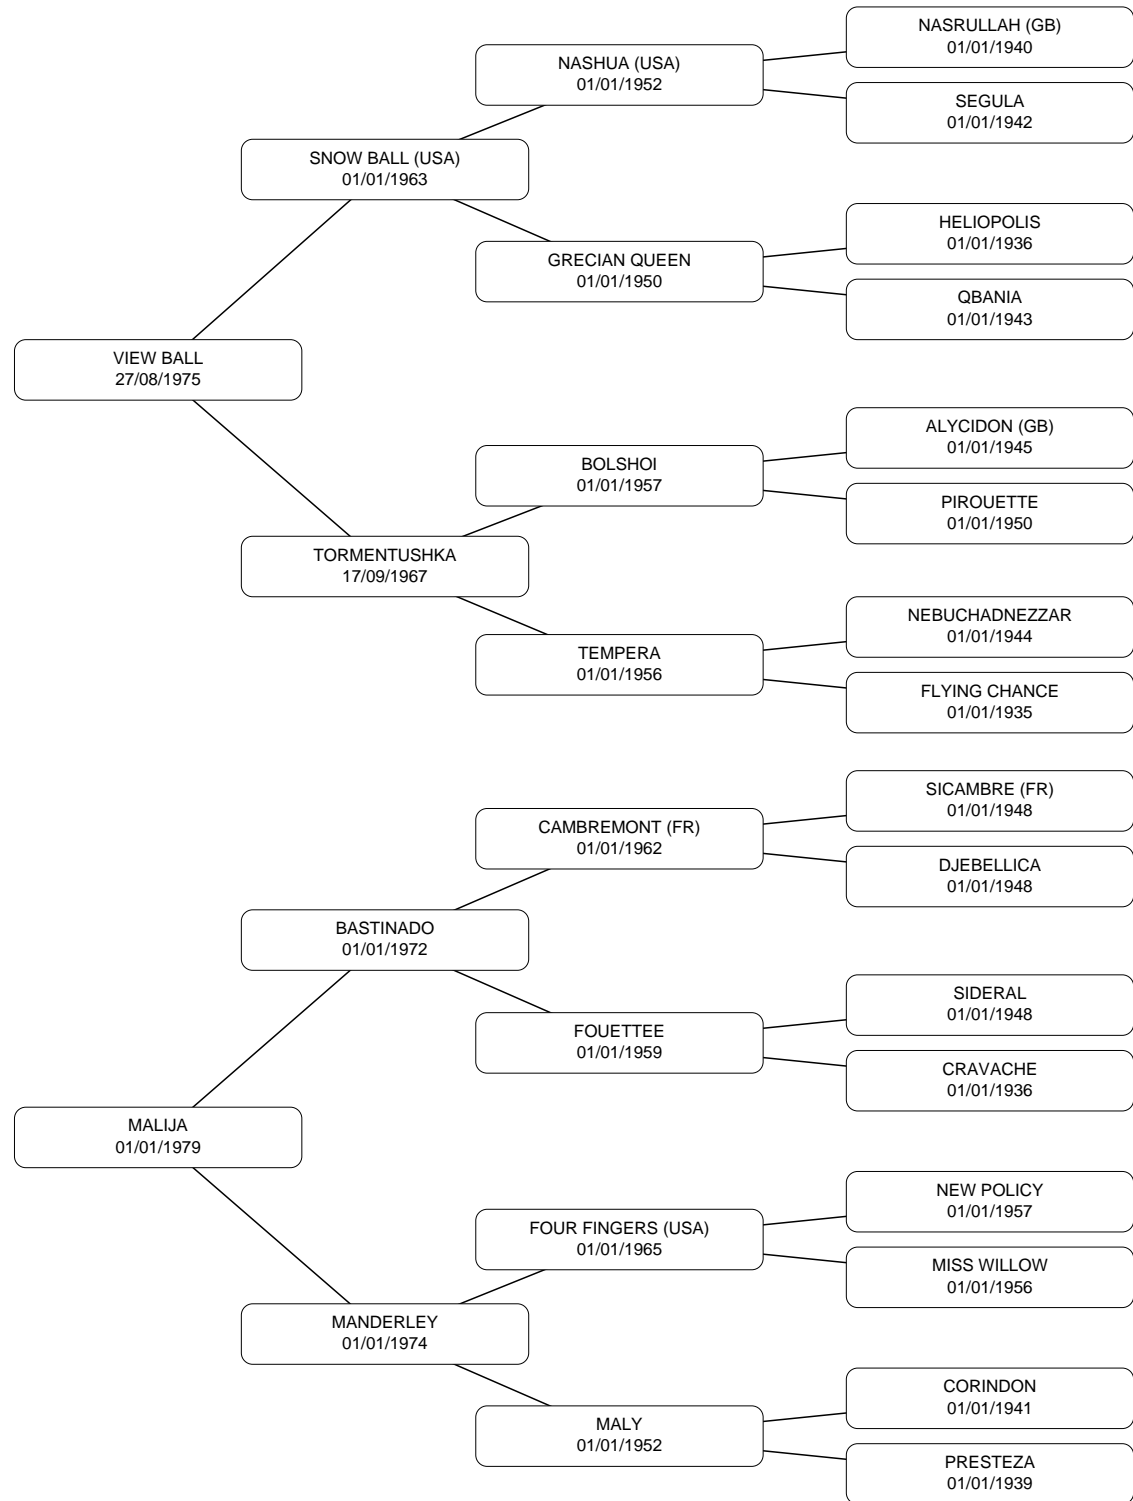 NASRULLAH (GB)
01/01/1940
NASHUA (USA)
01/01/1952
SEGULA
01/01/1942
SNOW BALL (USA)
01/01/1963
HELIOPOLIS
01/01/1936
GRECIAN QUEEN
01/01/1950
QBANIA
01/01/1943
VIEW BALL
27/08/1975
ALYCIDON (GB)
01/01/1945
BOLSHOI
01/01/1957
PIROUETTE
01/01/1950
TORMENTUSHKA
17/09/1967
NEBUCHADNEZZAR
01/01/1944
TEMPERA
01/01/1956
FLYING CHANCE
01/01/1935
SICAMBRE (FR)
01/01/1948
CAMBREMONT (FR)
01/01/1962
DJEBELLICA
01/01/1948
BASTINADO
01/01/1972
SIDERAL
01/01/1948
FOUETTEE
01/01/1959
CRAVACHE
01/01/1936
MALIJA
01/01/1979
NEW POLICY
01/01/1957
FOUR FINGERS (USA)
01/01/1965
MISS WILLOW
01/01/1956
MANDERLEY
01/01/1974
CORINDON
01/01/1941
MALY
01/01/1952
PRESTEZA
01/01/1939